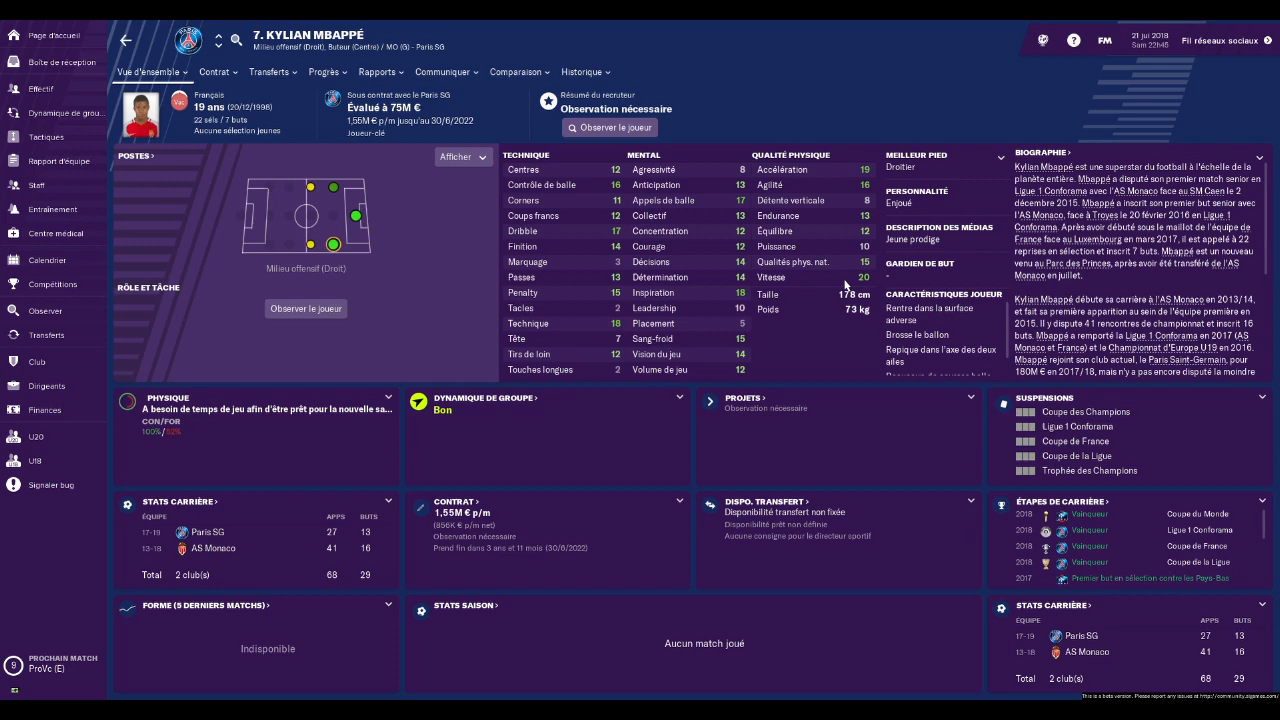 Page d'accueil
Boîte de réception
Effectif
Dynamique de grou...
Tactiques
Rapport d'équipe
Staff
Entraînement
Centre médical
Calendrier
Compétitions
Observer
Transferts
Club
Dirigeants
Finances
U20
U18
Signaler bug
9
PROCHAIN MATCH
ProVc (E)
7. KYLIAN MBAPPÉ
Milieu offensif (Droit), Buteur (Centre) / MO (G) - Paris SG
? FM
21 jui 2018
Sam 22h45
Fil réseaux sociaux
Vue d'ensemble Contrat Transferts Progrès Rapports Communiquer Comparaison Historique
Vac
Français
19 ans (20/12/1998)
22 séls / 7 buts
Aucune sélection jeunes
Sous contrat avec le Paris SG
Évalué à 75M €
1,55M € p/m jusqu'au 30/6/2022
Joueur-clé
Résumé du recruteur
Observation nécessaire
Observer le joueur
POSTES
Afficher
Milieu offensif (Droit)
RÔLE ET TÂCHE
Observer le joueur
TECHNIQUE
Centres 12
Contrôle de balle 16
Corners 11
Coups francs 12
Dribble 17
Finition 14
Marquage 3
Passes 13
Penalty 15
Tacles 2
Technique 18
Tête 7
Tirs de loin 12
Touches longues 2
MENTAL
Agressivité 8
Anticipation 13
Appels de balle 17
Collectif 13
Concentration 12
Courage 12
Décisions 14
Détermination 14
Inspiration 18
Leadership 10
Placement 5
Sang-froid 15
Vision du jeu 14
Volume de jeu 12
QUALITÉ PHYSIQUE
Accélération 19
Agilité 16
Détente verticale 8
Endurance 13
Équilibre 12
Puissance 10
Qualités phys. nat. 15
Vitesse 20
Taille 178 cm
Poids 73 kg
MEILLEUR PIED
Droitier
PERSONNALITÉ
Enjoué
DESCRIPTION DES MÉDIAS
Jeune prodige
GARDIEN DE BUT
-
CARACTÉRISTIQUES JOUEUR
Rentre dans la surface
adverse
Brosse le ballon
Repique dans l'axe des deux
ailes
BIOGRAPHIE
Kylian Mbappé est une superstar du football à l'échelle de la
planète entière. Mbappé a disputé son premier match senior en
Ligue 1 Conforama avec l'AS Monaco face au SM Caen le 2
décembre 2015. Mbappé a inscrit son premier but senior avec
l'AS Monaco, face à Troyes le 20 février 2016 en Ligue 1
Conforama. Après avoir débuté sous le maillot de l'équipe de
France face au Luxembourg en mars 2017, il est appelé à 22
reprises en sélection et inscrit 7 buts. Mbappé est un nouveau
venu au Parc des Princes, après avoir été transféré de l'AS
Monaco en juillet.
Kylian Mbappé débute sa carrière à l'AS Monaco en 2013/14,
et fait sa première apparition au sein de l'équipe première en
2015. Il y dispute 41 rencontres de championnat et inscrit 16
buts. Mbappé a remporté la Ligue 1 Conforama en 2017 (AS
Monaco et France) et le Championnat d'Europe U19 en 2016.
Mbappé rejoint son club actuel, le Paris Saint-Germain, pour
180M € en 2017/18, mais n'y a pas encore disputé la moindre
PHYSIQUE
A besoin de temps de jeu afin d'être prêt pour la nouvelle sa...
CON/FOR
100%/52%
DYNAMIQUE DE GROUPE
Bon
PROJETS
Observation nécessaire
SUSPENSIONS
Coupe des Champions
Ligue 1 Conforama
Coupe de France
Coupe de la Ligue
Trophée des Champions
STATS CARRIÈRE
ÉQUIPE APPS BUTS
17-19 Paris SG 27 13
13-18 AS Monaco 41 16
Total 2 club(s) 68 29
CONTRAT
1,55M € p/m
(856K € p/m net)
Observation nécessaire
Prend fin dans 3 ans et 11 mois (30/6/2022)
DISPO. TRANSFERT
Disponibilité transfert non fixée
Disponibilité prêt non définie
Aucune consigne pour le directeur sportif
ÉTAPES DE CARRIÈRE
2018 Vainqueur Coupe du Monde
2018 Vainqueur Ligue 1 Conforama
2018 Vainqueur Coupe de France
2018 Vainqueur Coupe de la Ligue
2017 Premier but en sélection contre les Pays-Bas
FORME (5 DERNIERS MATCHS)
Indisponible
STATS SAISON
Aucun match joué
STATS CARRIÈRE
ÉQUIPE APPS BUTS
17-19 Paris SG 27 13
13-18 AS Monaco 41 16
Total 2 club(s) 68 29
This is a beta version. Please report any issues at http://community.sigames.com/